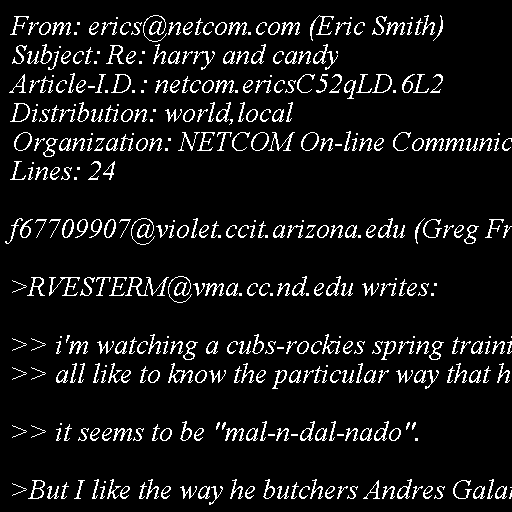 From: erics@netcom.com (Eric Smith)
Subject: Re: harry and candy
Article-I.D.: netcom.ericsC52qLD.6L2
Distribution: world,local
Organization: NETCOM On-line Communic
Lines: 24
f67709907@violet.ccit.arizona.edu (Greg Fr
>RVESTERM@vma.cc.nd.edu writes:
>> i'm watching a cubs-rockies spring traini
>> all like to know the particular way that h
>> it seems to be "mal-n-dal-nado".
>But I like the way he butchers Andres Galar